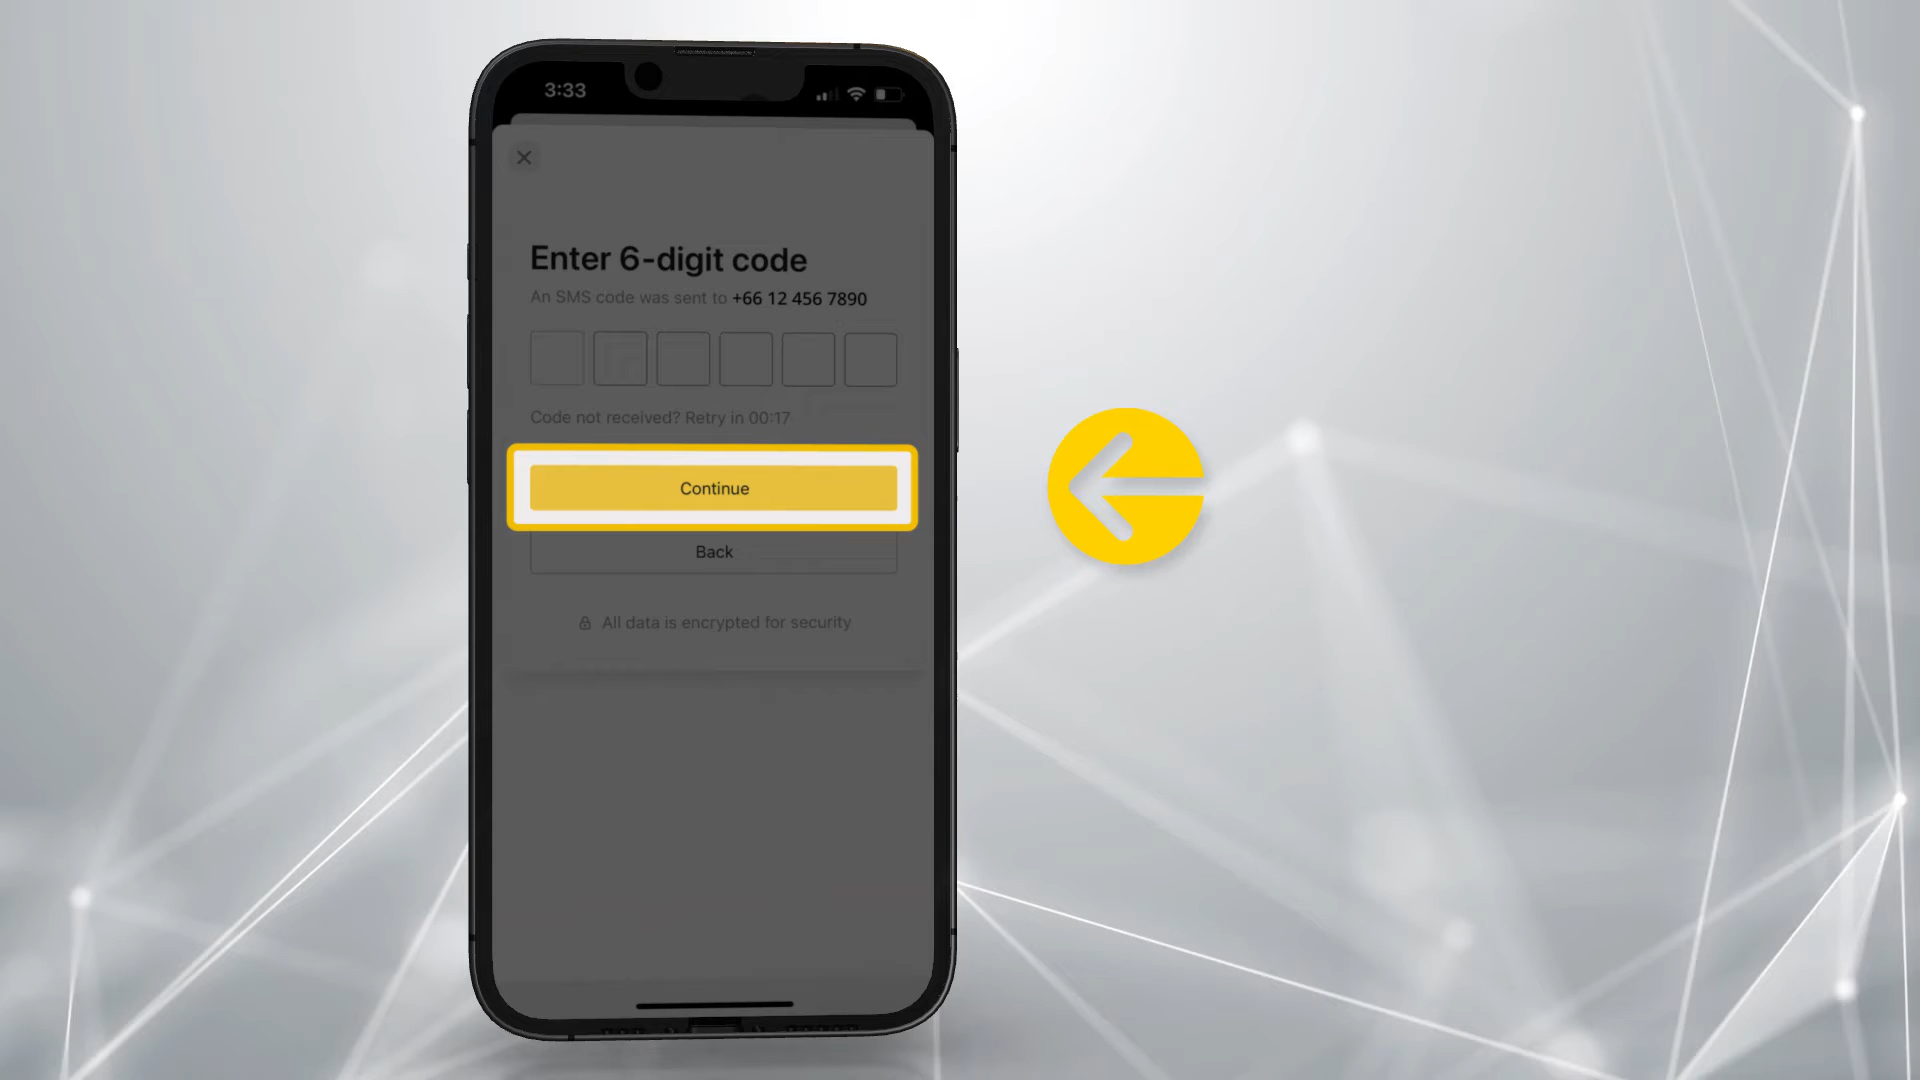 3:33
Enter 6-digit code
An SMS code was sent to +66 12 456 7890
Code not received? Retry in 00:17
Continue
Back
All data is encrypted for security